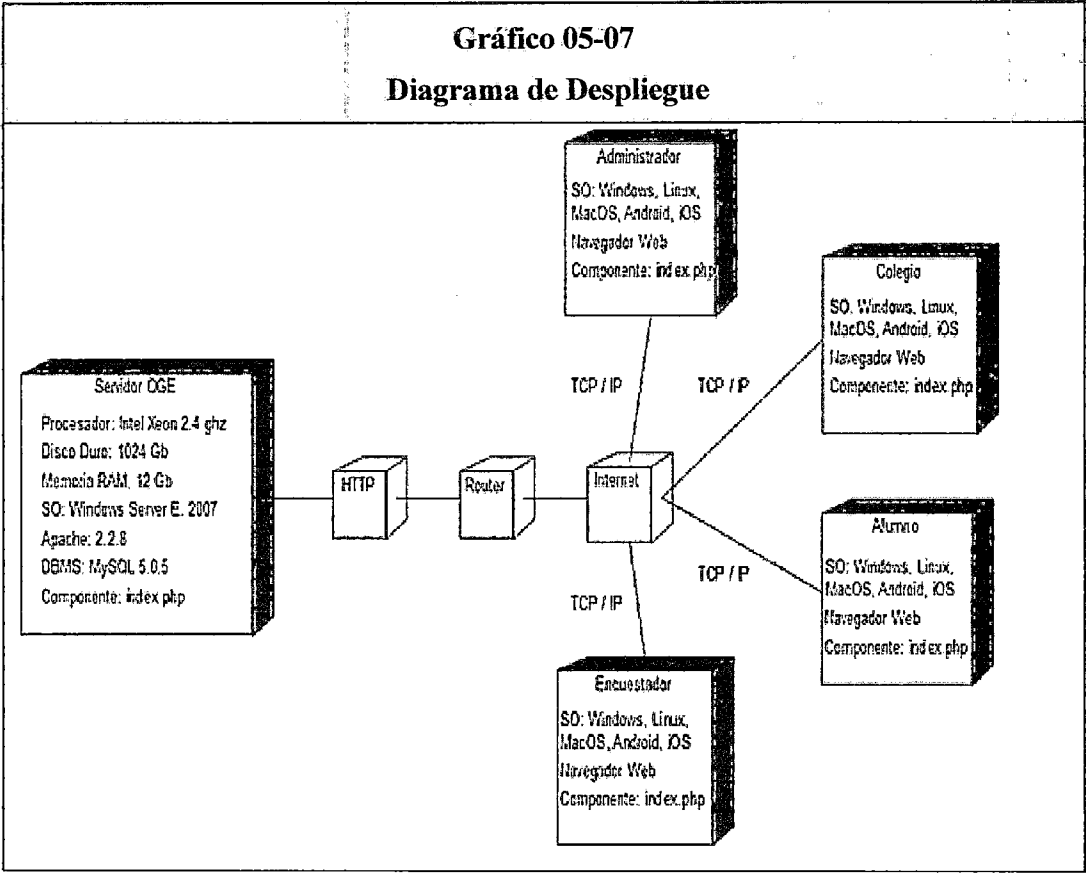 Gráfico 05-07
Diagrama de Despliegue
Administrador
SO: Windows, Linux,
MacOS, Android, iOS
Navegador Web
Componente: index.php
Colegio
SO: Windows, Linux,
MacOS, Android, iOS
Navegador Web
Componente: index.php
TCP / IP
TCP / IP
Servidor OGE
Procesador: Intel Xeon 2.4 ghz
Disco Duro: 1024 Gb
Memoria RAM, 12 Gb
SO: Windows Server E. 2007
Apache: 2.2.8
DBMS: MySQL 5.0.5
Componente: index.php
HTTP
Router
Internet
Alumno
SO: Windows, Linux,
MacOS, Android, iOS
Navegador Web
Componente: index.php
TCP / IP
TCP / IP
Encuestador
SO: Windows, Linux,
MacOS, Android, iOS
Navegador Web
Componente: index.php